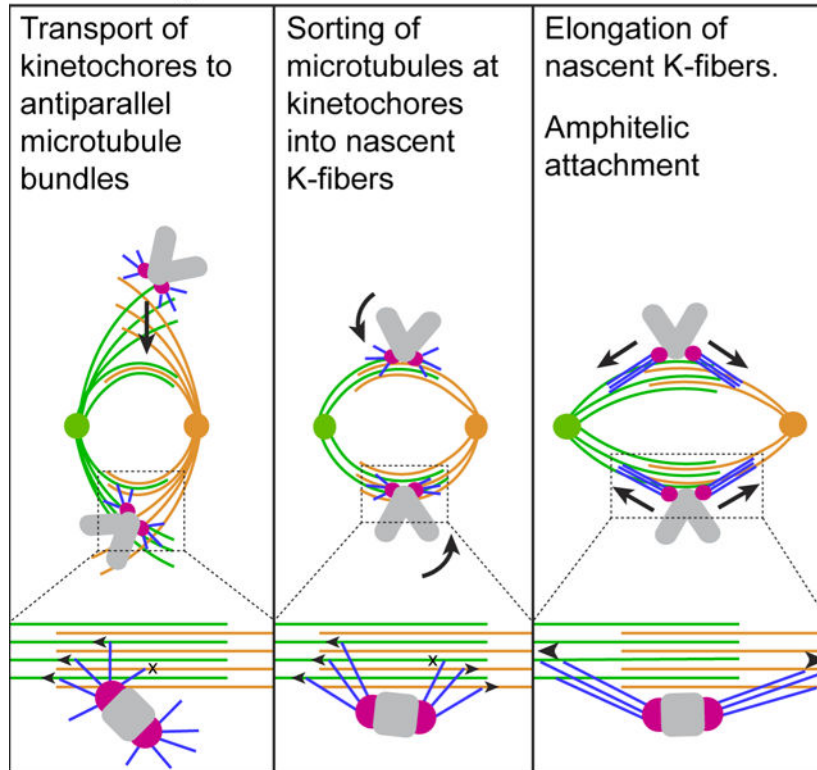 Transport of
kinetochores to
antiparallel
microtubule
bundles
Sorting of
microtubules at
kinetochores
into nascent
K-fibers
Elongation of
nascent K-fibers.
Amphitelic
attachment
x
x